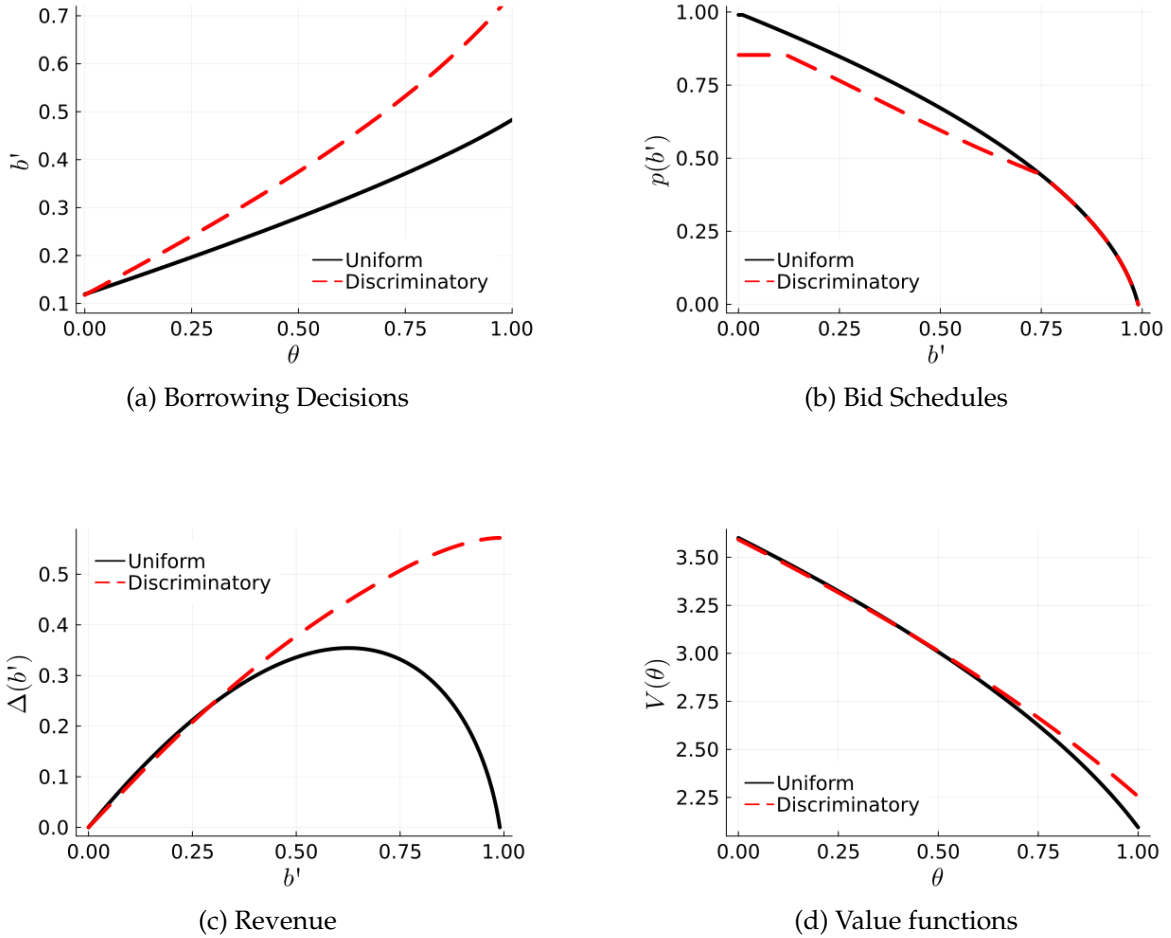 0.7
0.6
0.5
0.4
0.3
0.2
0.1
b'
Uniform
Discriminatory
0.00 0.25 0.50 0.75 1.00
θ
(a) Borrowing Decisions
1.00
0.75
0.50
0.25
0.00
p(b')
Uniform
Discriminatory
0.00 0.25 0.50 0.75 1.00
b'
(b) Bid Schedules
0.5
0.4
0.3
0.2
0.1
0.0
Δ(b')
Uniform
Discriminatory
0.00 0.25 0.50 0.75 1.00
b'
(c) Revenue
3.50
3.25
3.00
2.75
2.50
2.25
V(θ)
Uniform
Discriminatory
0.00 0.25 0.50 0.75 1.00
θ
(d) Value functions